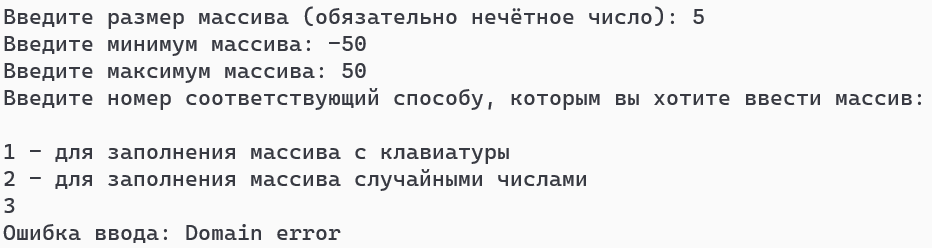 Введите размер массива (обязательно нечётное число): 5
Введите минимум массива: -50
Введите максимум массива: 50
Введите номер соответствующий способу, которым вы хотите ввести массив:
1 - для заполнения массива с клавиатуры
2 - для заполнения массива случайными числами
3
Ошибка ввода: Domain error